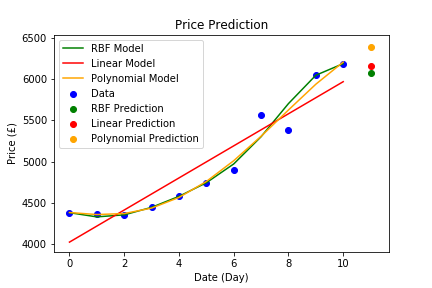 Price Prediction
6500
6000
5500
5000
4500
4000
Price (£)
RBF Model
Linear Model
Polynomial Model
Data
RBF Prediction
Linear Prediction
Polynomial Prediction
0 2 4 6 8 10
Date (Day)